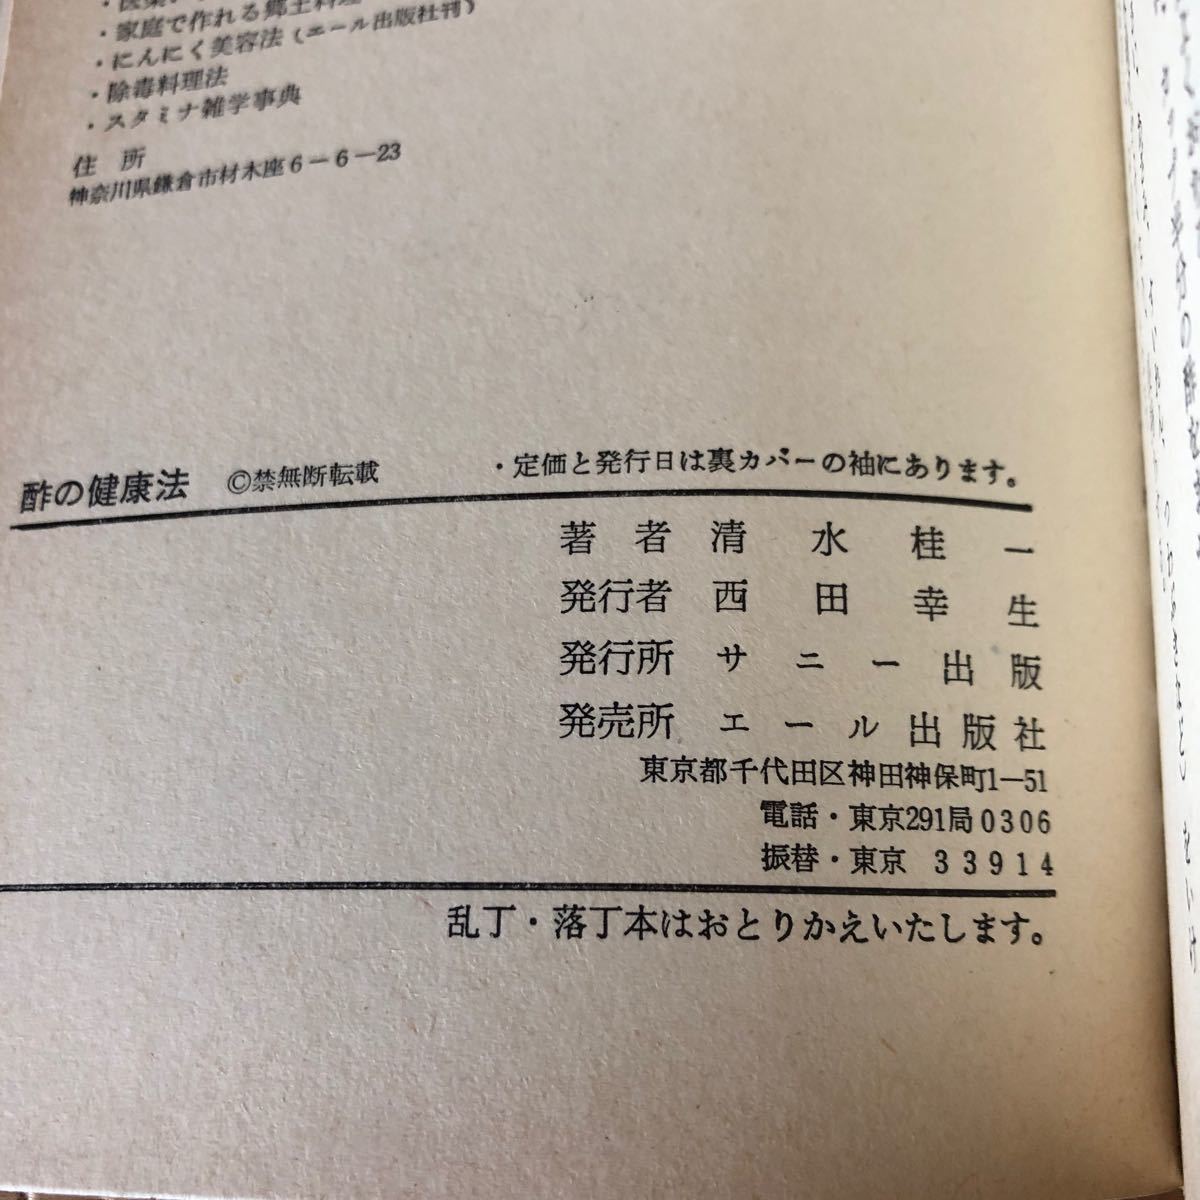 ・家庭で作れる郷土料理
・にんにく美容法(エール出版社刊)
・除毒料理法
・スタミナ雑学事典
住 所
神奈川県鎌倉市材木座6−6−23
酢の健康法 ©禁無断転載 ・定価と発行日は裏カバーの袖にあります。
著 者 清 水 桂 一
発行者 西 田 幸 生
発行所 サ ニ ー 出 版
発売所 エ ー ル 出 版 社
東京都千代田区神田神保町1−51
電話・東京291局0306
振替・東京 33914
乱丁・落丁本はおとりかえいたします。